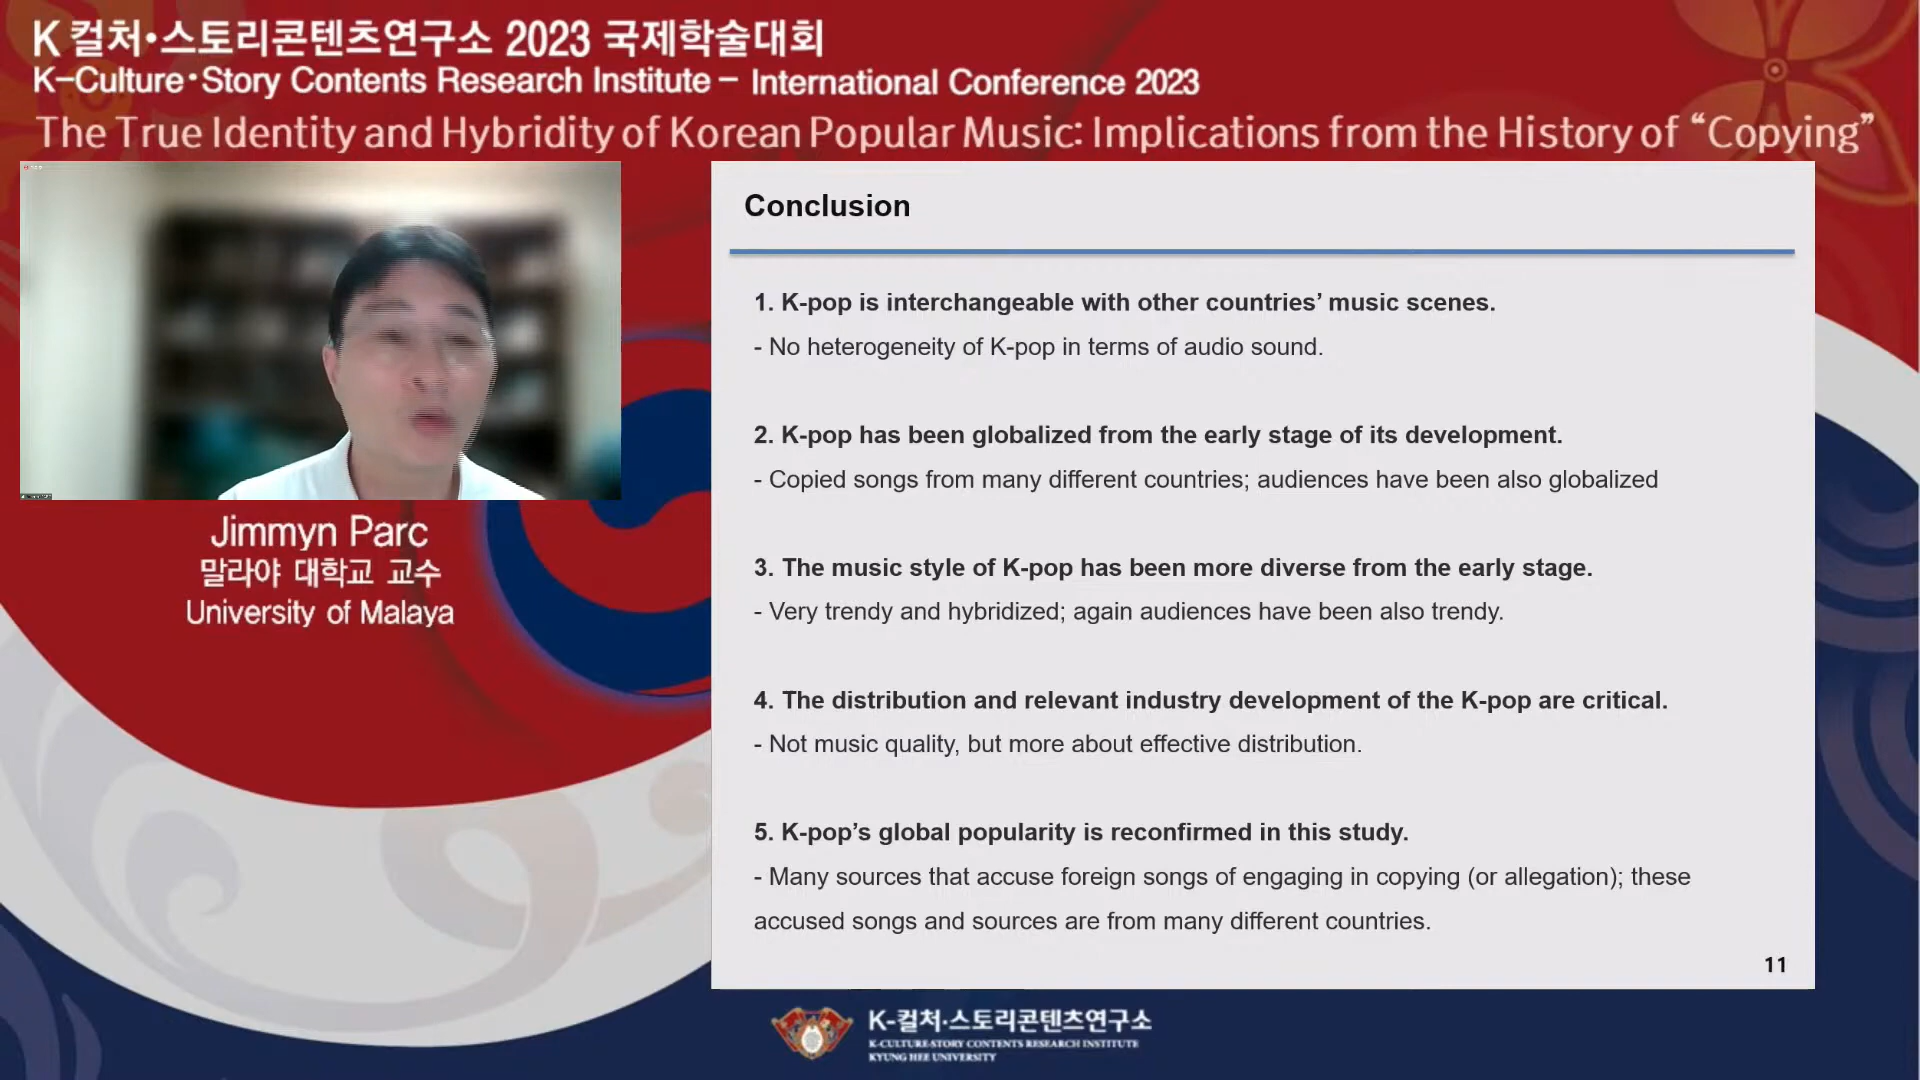 K 컬처•스토리콘텐츠연구소 2023 국제학술대회
K-Culture•Story Contents Research Institute - International Conference 2023
The True Identity and Hybridity of Korean Popular Music: Implications from the History of “Copying”
Jimmyn Parc
말라야 대학교 교수
University of Malaya
Conclusion
1. K-pop is interchangeable with other countries’ music scenes.
- No heterogeneity of K-pop in terms of audio sound.
2. K-pop has been globalized from the early stage of its development.
- Copied songs from many different countries; audiences have been also globalized
3. The music style of K-pop has been more diverse from the early stage.
- Very trendy and hybridized; again audiences have been also trendy.
4. The distribution and relevant industry development of the K-pop are critical.
- Not music quality, but more about effective distribution.
5. K-pop’s global popularity is reconfirmed in this study.
- Many sources that accuse foreign songs of engaging in copying (or allegation); these
accused songs and sources are from many different countries.
11
K-컬처•스토리콘텐츠연구소
K-CULTURE•STORY CONTENTS RESEARCH INSTITUTE
KYUNG HEE UNIVERSITY